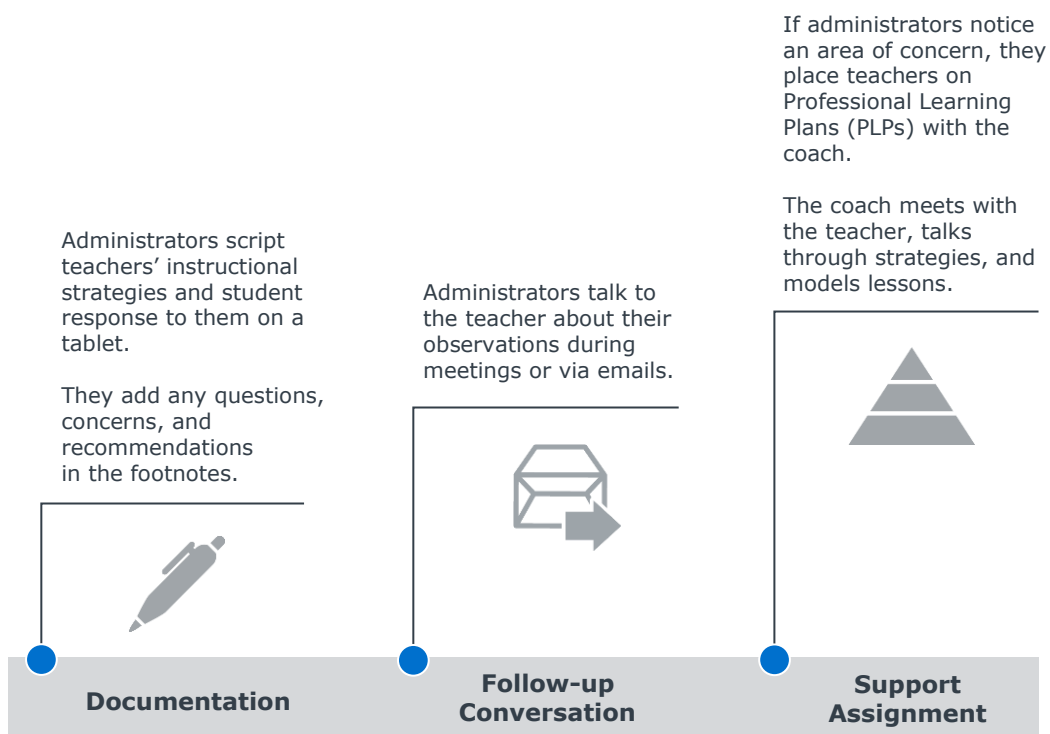 Administrators script
teachers’ instructional
strategies and student
response to them on a
tablet.
They add any questions,
concerns, and
recommendations
in the footnotes.
Documentation
Administrators talk to
the teacher about their
observations during
meetings or via emails.
Follow-up
Conversation
If administrators notice
an area of concern, they
place teachers on
Professional Learning
Plans (PLPs) with the
coach.
The coach meets with
the teacher, talks
through strategies, and
models lessons.
Support
Assignment